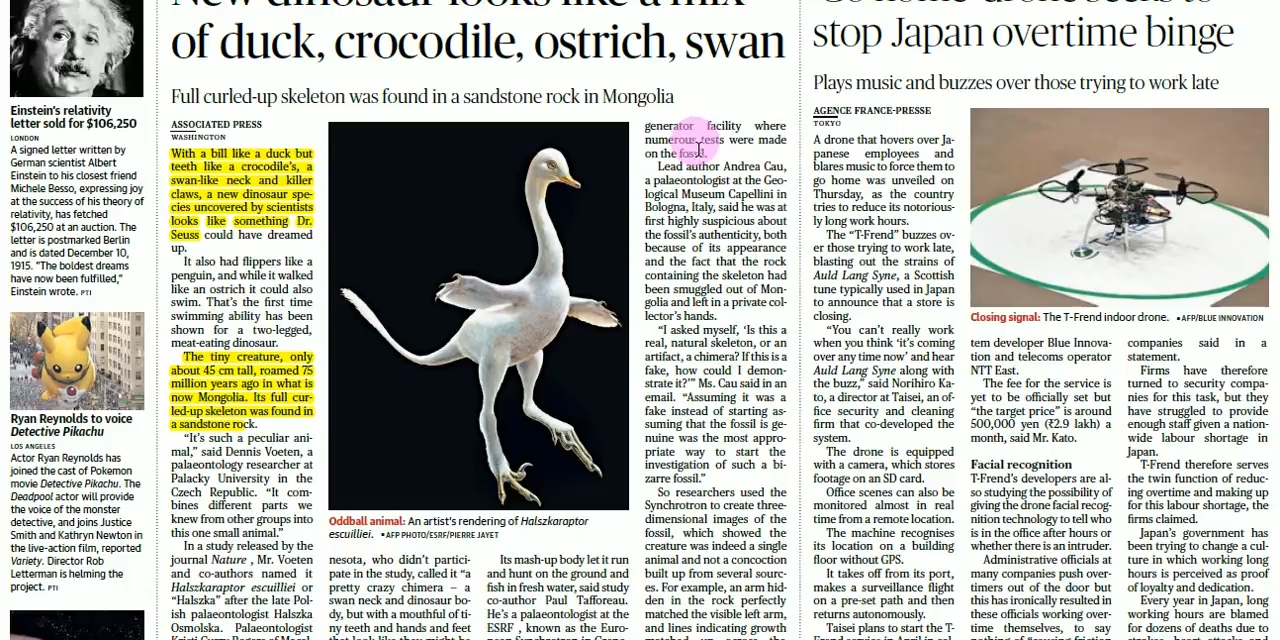 New dinosaur looks like a mix
of duck, crocodile, ostrich, swan
Full curled-up skeleton was found in a sandstone rock in Mongolia
Einstein's relativity
letter sold for $106,250
LONDON
A signed letter written by
German scientist Albert
Einstein to his closest friend
Michele Besso, expressing joy
at the success of his theory of
relativity, has fetched
$106,250 at an auction. The
letter is postmarked Berlin
and is dated December 10,
1915. "The boldest dreams
have now been fulfilled,"
Einstein wrote. PTI
Ryan Reynolds to voice
Detective Pikachu
LOS ANGELES
Actor Ryan Reynolds has
joined the cast of Pokemon
movie Detective Pikachu. The
Deadpool actor will provide
the voice of the monster
detective, and joins Justice
Smith and Kathryn Newton in
the live-action film, reported
Variety. Director Rob
Letterman is helming the
project. PTI
ASSOCIATED PRESS
WASHINGTON
With a bill like a duck but
teeth like a crocodile's, a
swan-like neck and killer
claws, a new dinosaur spe-
cies uncovered by scientists
looks like something Dr.
Seuss could have dreamed
up.
It also had flippers like a
penguin, and while it walked
like an ostrich it could also
swim. That's the first time
swimming ability has been
shown for a two-legged,
meat-eating dinosaur.
The tiny creature, only
about 45 cm tall, roamed 75
million years ago in what is
now Mongolia. Its full cur-
led-up skeleton was found in
a sandstone rock.
"It's such a peculiar ani-
mal," said Dennis Voeten, a
palaeontology researcher at
Palacky University in the
Czech Republic. "It com-
bines different parts we
knew from other groups into
this one small animal."
In a study released by the
journal Nature , Mr. Voeten
and co-authors named it
Halszkaraptor escuilliei or
"Halszka" after the late Pol-
ish palaeontologist Halszka
Osmolska. Palaeontologist
Oddball animal: An artist's rendering of Halszkaraptor
escuilliei. ▪ AFP PHOTO/ESRF/PIERRE JAYET
nesota, who didn't partici-
pate in the study, called it "a
pretty crazy chimera – a
swan neck and dinosaur bo-
dy, but with a mouthful of ti-
ny teeth and hands and feet
Its mash-up body let it run
and hunt on the ground and
fish in fresh water, said study
co-author Paul Tafforeau.
He's a palaeontologist at the
ESRF , known as the Euro-
generator facility where
numerous tests were made
on the fossil.
Lead author Andrea Cau,
a palaeontologist at the Geo-
logical Museum Capellini in
Bologna, Italy, said he was at
first highly suspicious about
the fossil's authenticity, both
because of its appearance
and the fact that the rock
containing the skeleton had
been smuggled out of Mon-
golia and left in a private col-
lector's hands.
"I asked myself, 'Is this a
real, natural skeleton, or an
artifact, a chimera? If this is a
fake, how could I demon-
strate it?'" Ms. Cau said in an
email. "Assuming it was a
fake instead of starting as-
suming that the fossil is ge-
nuine was the most appro-
priate way to start the
investigation of such a bi-
zarre fossil."
So researchers used the
Synchrotron to create three-
dimensional images of the
fossil, which showed the
creature was indeed a single
animal and not a concoction
built up from several sourc-
es. For example, an arm hid-
den in the rock perfectly
matched the visible left arm,
and lines indicating growth
stop Japan overtime binge
Plays music and buzzes over those trying to work late
AGENCE FRANCE-PRESSE
TOKYO
A drone that hovers over Ja-
panese employees and
blares music to force them to
go home was unveiled on
Thursday, as the country
tries to reduce its notorious-
ly long work hours.
The "T-Frend" buzzes ov-
er those trying to work late,
blasting out the strains of
Auld Lang Syne, a Scottish
tune typically used in Japan
to announce that a store is
closing.
"You can't really work
when you think 'it's coming
over any time now' and hear
Auld Lang Syne along with
the buzz," said Norihiro Ka-
to, a director at Taisei, an of-
fice security and cleaning
firm that co-developed the
system.
The drone is equipped
with a camera, which stores
footage on an SD card.
Office scenes can also be
monitored almost in real
time from a remote location.
The machine recognises
its location on a building
floor without GPS.
It takes off from its port,
makes a surveillance flight
on a pre-set path and then
returns autonomously.
Taisei plans to start the T-
Closing signal: The T-Frend indoor drone. ▪ AFP/BLUE INNOVATION
tem developer Blue Innova-
tion and telecoms operator
NTT East.
The fee for the service is
yet to be officially set but
"the target price" is around
500,000 yen (₹2.9 lakh) a
month, said Mr. Kato.
Facial recognition
T-Frend's developers are al-
so studying the possibility of
giving the drone facial recog-
nition technology to tell who
is in the office after hours or
whether there is an intruder.
Administrative officials at
many companies push over-
timers out of the door but
this has ironically resulted in
these officials working over-
time themselves, to say
companies said in a
statement.
Firms have therefore
turned to security compa-
nies for this task, but they
have struggled to provide
enough staff given a nation-
wide labour shortage in
Japan.
T-Frend therefore serves
the twin function of reduc-
ing overtime and making up
for this labour shortage, the
firms claimed.
Japan's government has
been trying to change a cul-
ture in which working long
hours is perceived as proof
of loyalty and dedication.
Every year in Japan, long
working hours are blamed
for dozens of deaths due to